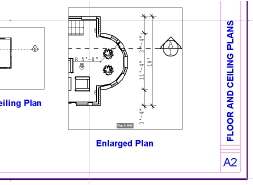 eiling Plan
Enlarged Plan
FLOOR AND CEILING PLANS
A2